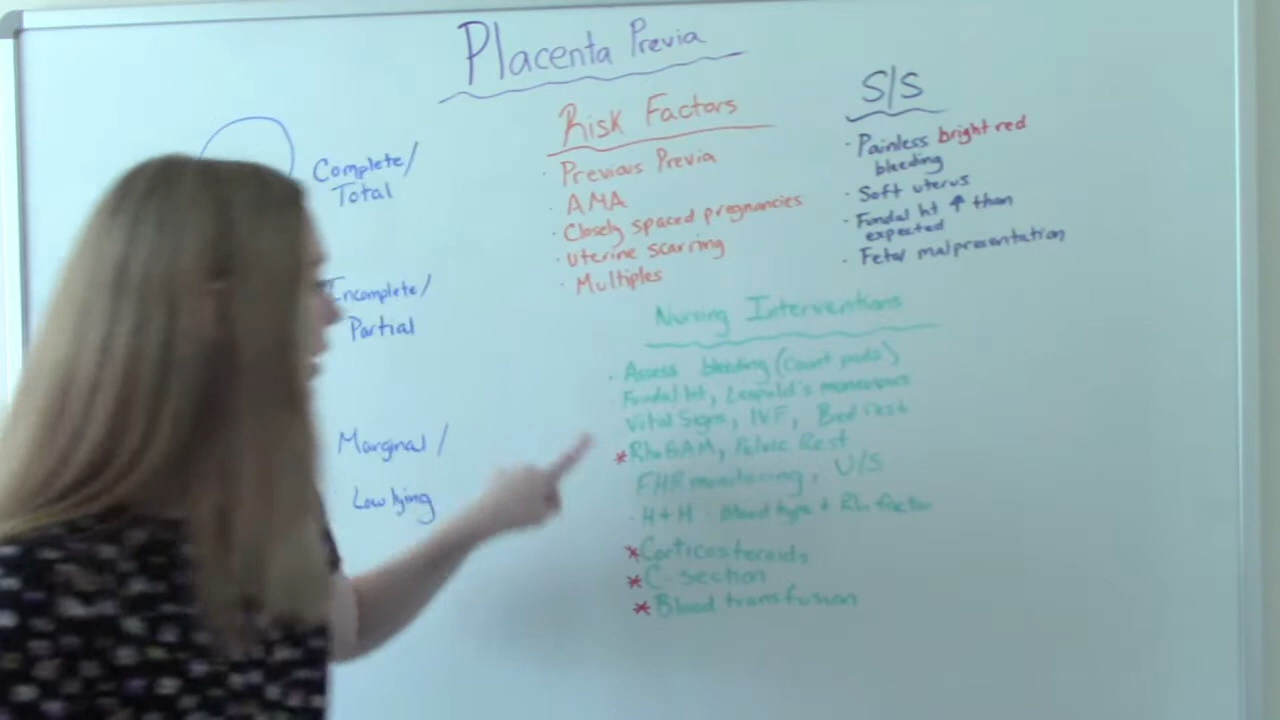 Placenta Previa
Complete/
Total
Incomplete/
Partial
Marginal /
Low lying
Risk Factors
· Previous Previa
· AMA
· Closely spaced pregnancies
· uterine scarring
· Multiples
S/S
· Painless bright red
bleeding
· Soft uterus
· Fundal ht ↑ than
expected
· Fetal malpresentation
Nursing Interventions
· Assess bleeding (count pads),
Fundal ht, Leopold's maneuvers
Vital Signs, IVF, Bed rest
* RhoGAM, Pelvic Rest
FHR monitoring, U/S
· H+H · Blood type + Rh factor
* Corticosteroids
* C-section
* Blood transfusion